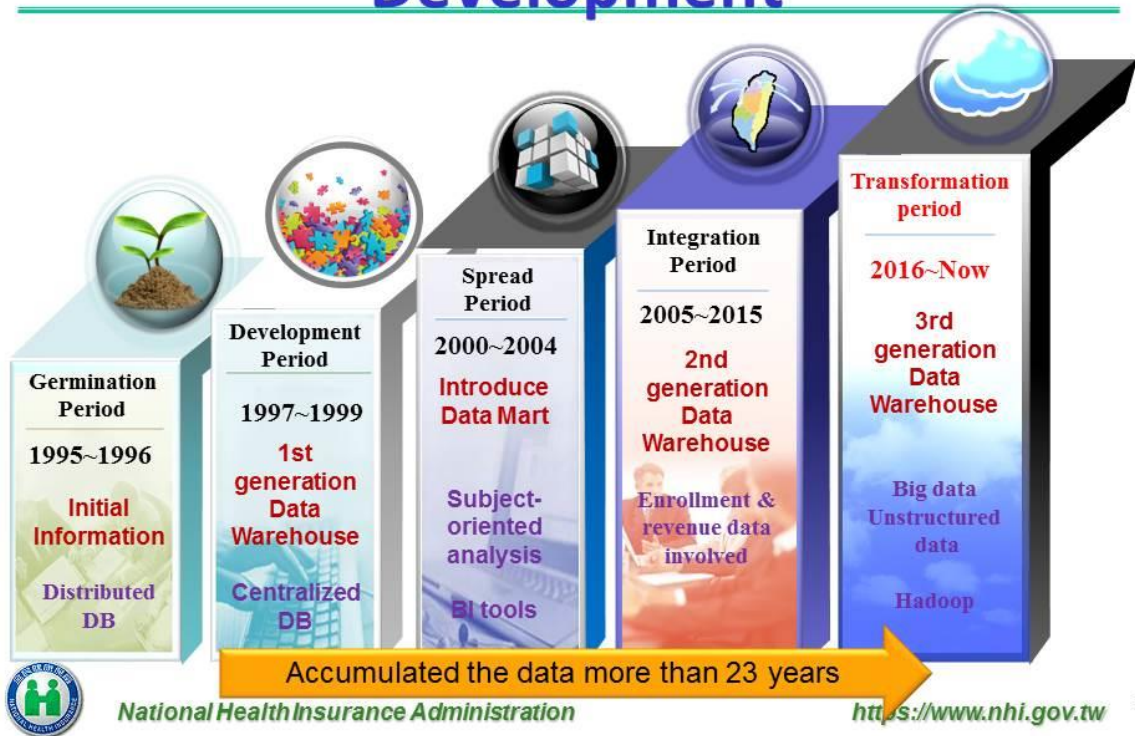 Development
Germination
Period
1995~1996
Initial
Information
Distributed
DB
Development
Period
1997~1999
1st
generation
Data
Warehouse
Centralized
DB
Spread
Period
2000~2004
Introduce
Data Mart
Subject-
oriented
analysis
BI tools
Integration
Period
2005~2015
2nd
generation
Data
Warehouse
Enrollment &
revenue data
involved
Transformation
period
2016~Now
3rd
generation
Data
Warehouse
Big data
Unstructured
data
Hadoop
Accumulated the data more than 23 years
NATIONAL HEALTH INSURANCE
National Health Insurance Administration
https://www.nhi.gov.tw